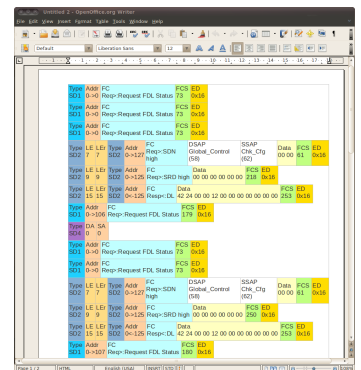 Untitled 2 - OpenOffice.org Writer
File Edit View Insert Format Table Tools Window Help
Default Liberation Sans 12
Type Addr FC FCS ED
SD1 0->0 Req>:Request FDL Status 73 0x16
Type Addr FC FCS ED
SD1 0->0 Req>:Request FDL Status 73 0x16
Type Addr FC FCS ED
SD1 0->0 Req>:Request FDL Status 73 0x16
Type LE LEr Type Addr FC DSAP SSAP Data FCS ED
SD2 7 7 SD2 0->127 Req>:SDN high Global_Control (58) Chk_Cfg (62) 00 00 61 0x16
Type LE LEr Type Addr FC Data FCS ED
SD2 9 9 SD2 0->125 Req>:SRD high 00 00 00 00 00 00 218 0x16
Type LE LEr Type Addr FC Data FCS ED
SD2 15 15 SD2 0<-125 Resp<:DL 42 24 00 00 12 00 00 00 00 00 00 00 253 0x16
Type Addr FC FCS ED
SD1 0->106 Req>:Request FDL Status 179 0x16
Type DA SA
SD4 0 0
Type Addr FC FCS ED
SD1 0->0 Req>:Request FDL Status 73 0x16
Type Addr FC FCS ED
SD1 0->0 Req>:Request FDL Status 73 0x16
Type LE LEr Type Addr FC DSAP SSAP Data FCS ED
SD2 7 7 SD2 0->127 Req>:SDN high Global_Control (58) Chk_Cfg (62) 00 00 61 0x16
Type LE LEr Type Addr FC Data FCS ED
SD2 9 9 SD2 0->125 Req>:SRD high 00 00 00 00 00 00 250 0x16
Type LE LEr Type Addr FC Data FCS ED
SD2 15 15 SD2 0<-125 Resp<:DL 42 24 00 00 12 00 00 00 00 00 00 00 253 0x16
Type Addr FC FCS ED
SD1 0->107 Req>:Request FDL Status 180 0x16
Page 1 / 2 HTML English (USA) INSRT STD